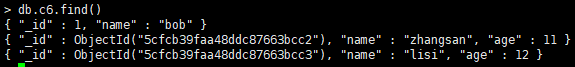 > db.c6.find()
{ "_id" : 1, "name" : "bob" }
{ "_id" : ObjectId("5cfcb39faa48ddc87663bcc2"), "name" : "zhangsan", "age" : 11 }
{ "_id" : ObjectId("5cfcb39faa48ddc87663bcc3"), "name" : "lisi", "age" : 12 }